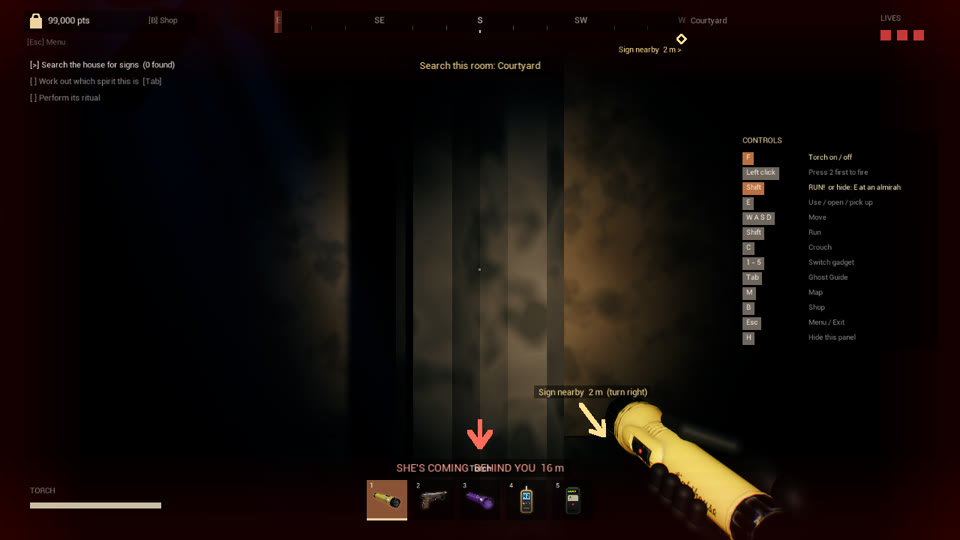 99,000 pts
[B] Shop
[Esc] Menu
[>] Search the house for signs (0 found)
[ ] Work out which spirit this is [Tab]
[ ] Perform its ritual
E
SE
S
SW
W
Courtyard
Sign nearby 2 m >
Search this room: Courtyard
LIVES
CONTROLS
F Torch on / off
Left click Press 2 first to fire
Shift RUN! or hide: E at an almirah
E Use / open / pick up
W A S D Move
Shift Run
C Crouch
1 - 5 Switch gadget
Tab Ghost Guide
M Map
B Shop
Esc Menu / Exit
H Hide this panel
Sign nearby 2 m (turn right)
SHE'S COMING BEHIND YOU 16 m
Torch
TORCH
1
2
3
4
5